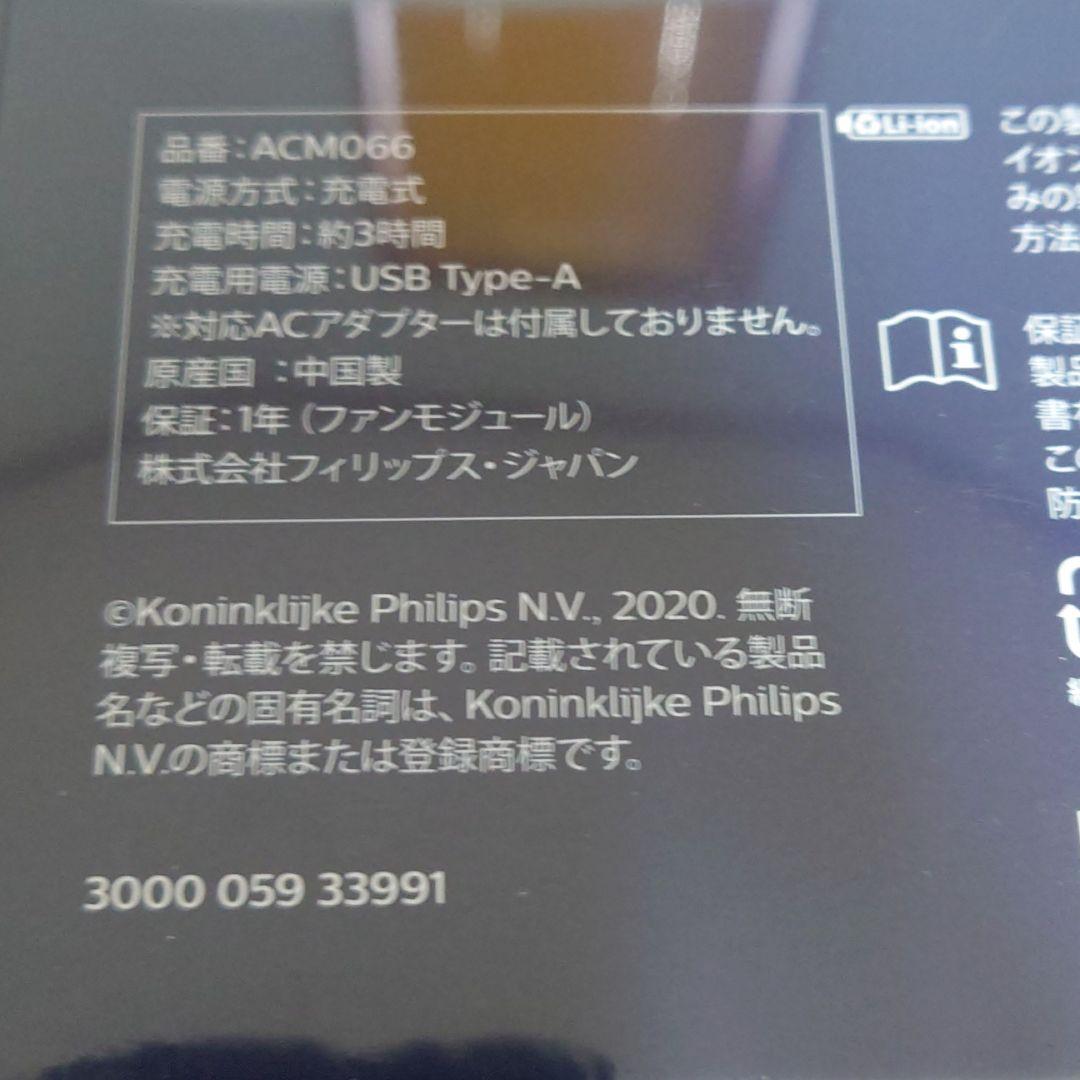 品番：ACM066
電源方式：充電式
充電時間：約3時間
充電用電源：USB Type-A
※対応ACアダプターは付属しておりません。
原産国 ：中国製
保証：1年（ファンモジュール）
株式会社フィリップス・ジャパン
©Koninklijke Philips N.V., 2020. 無断
複写・転載を禁じます。記載されている製品
名などの固有名詞は、Koninklijke Philips
N.V.の商標または登録商標です。
3000 059 33991
Li-ion
この
イオン
みの
方法
保証
製品
書
この
防